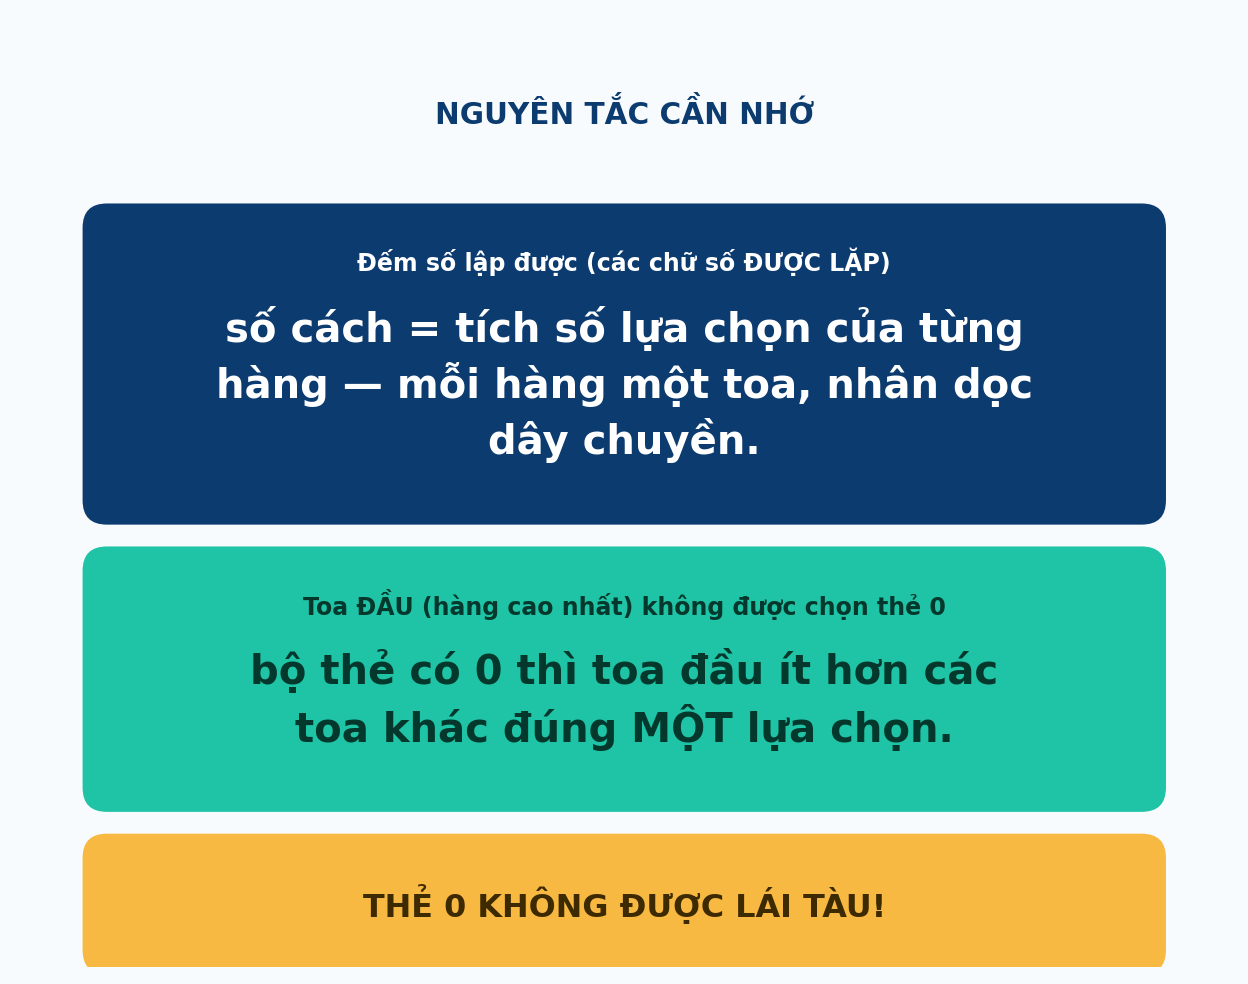 NGUYÊN TẮC CẦN NHỚ
Đếm số lập được (các chữ số ĐƯỢC LẶP)
số cách = tích số lựa chọn của từng
hàng — mỗi hàng một toa, nhân dọc
dây chuyền.
Toa ĐẦU (hàng cao nhất) không được chọn thẻ 0
bộ thẻ có 0 thì toa đầu ít hơn các
toa khác đúng MỘT lựa chọn.
THẺ 0 KHÔNG ĐƯỢC LÁI TÀU!